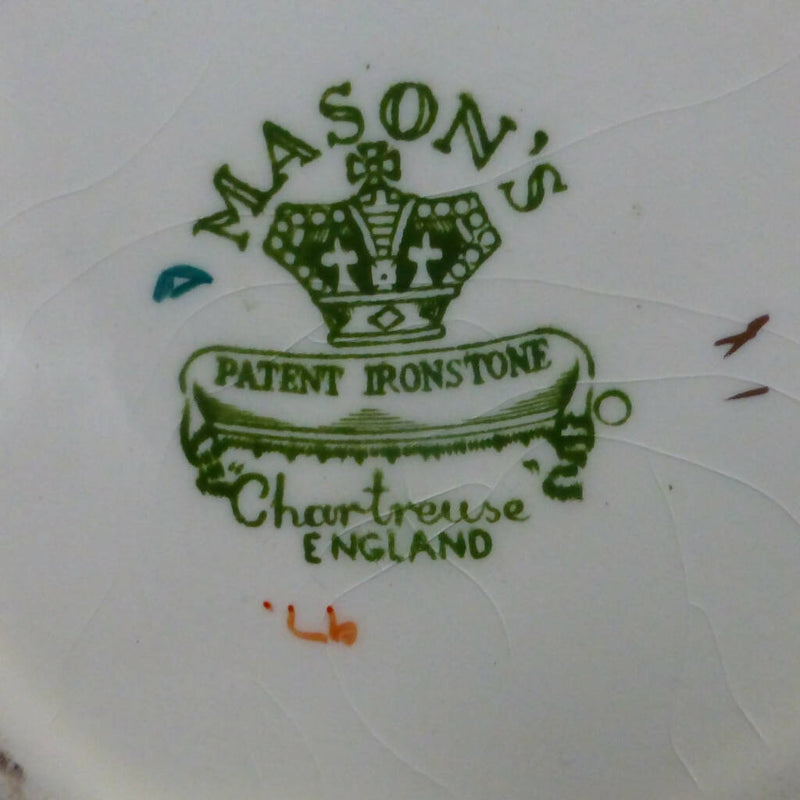 MASON'S
PATENT IRONSTONE
"Chartreuse"
ENGLAND